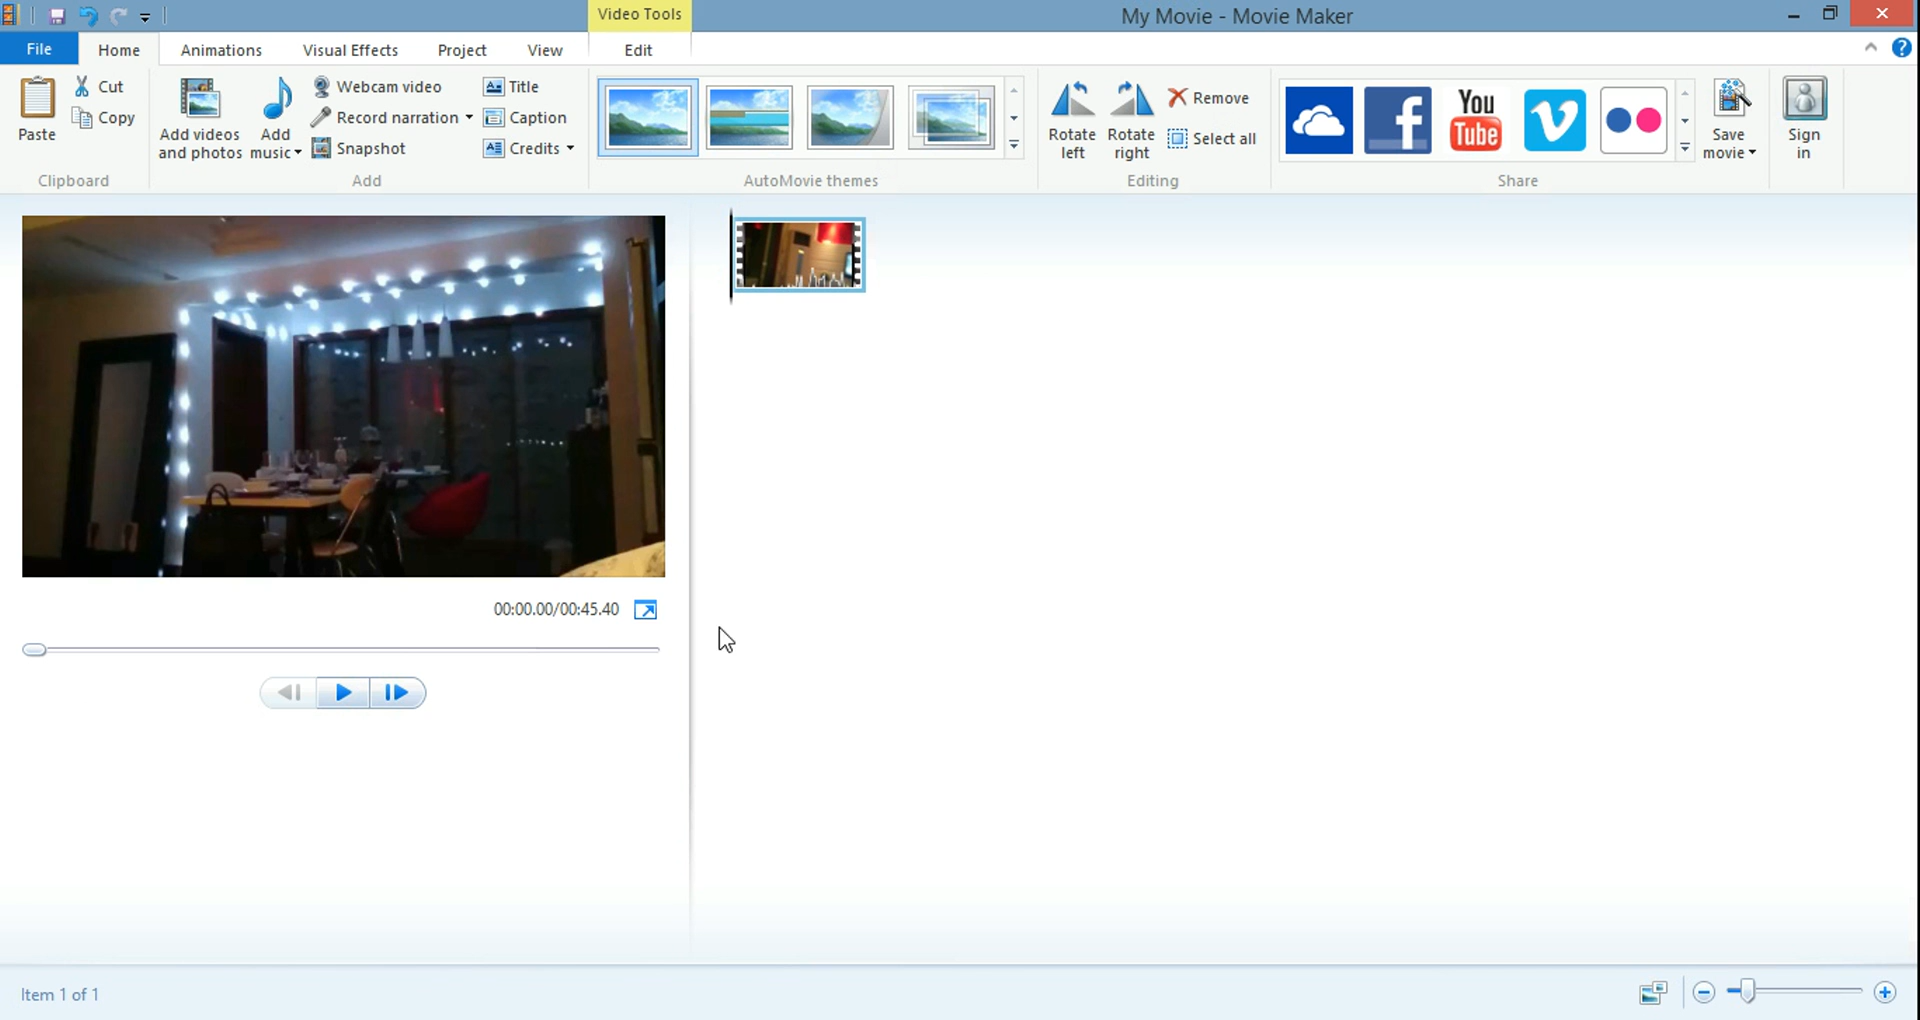 Video Tools
My Movie - Movie Maker
File Home Animations Visual Effects Project View Edit
Paste
Cut
Copy
Clipboard
Add videos
and photos
Add
music
Webcam video
Record narration
Snapshot
Title
Caption
Credits
Add
AutoMovie themes
Rotate
left
Rotate
right
Remove
Select all
Editing
f
You
Tube
Share
Save
movie
Sign
in
00:00.00/00:45.40
Item 1 of 1